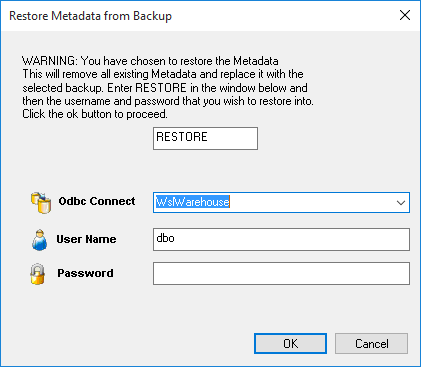 Restore Metadata from Backup
WARNING: You have chosen to restore the Metadata
This will remove all existing Metadata and replace it with the
selected backup. Enter RESTORE in the window below and
then the username and password that you wish to restore into.
Click the ok button to proceed.
RESTORE
Odbc Connect WslWarehouse
User Name dbo
Password
OK Cancel